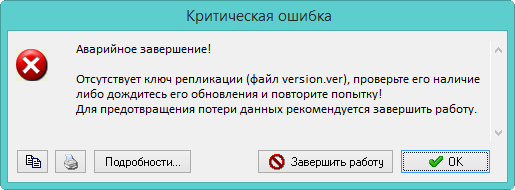 Критическая ошибка
Аварийное завершение!
Отсутствует ключ репликации (файл version.ver), проверьте его наличие
либо дождитесь его обновления и повторите попытку!
Для предотвращения потери данных рекомендуется завершить работу.
Подробности...
Завершить работу
OK